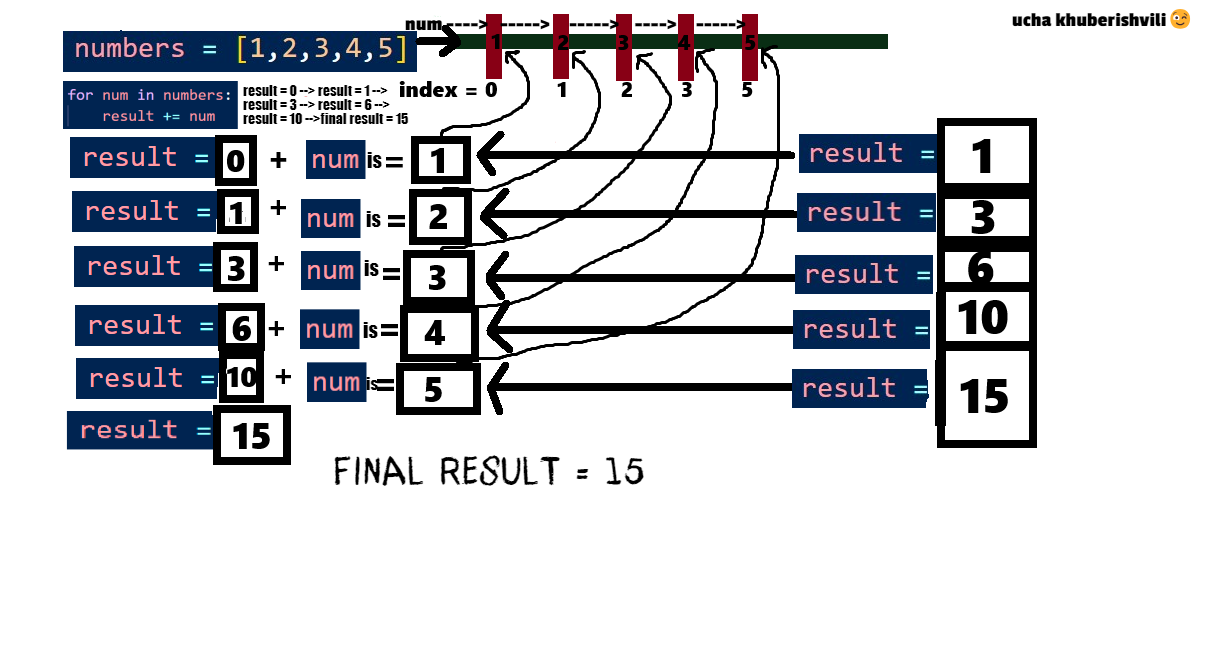 ucha khuberishvili 😉
num ----> -----> ----> -----> ----> ----->
numbers = [1,2,3,4,5]
1 2 3 4 5
index = 0 1 2 3 5
for num in numbers:
result += num
result = 0 --> result = 1 -->
result = 3 --> result = 6 -->
result = 10 -->final result = 15
result = 0 + num is = 1 result = 1
result = 1 + num is = 2 result = 3
result = 3 + num is = 3 result = 6
result = 6 + num is = 4 result = 10
result = 10 + num is = 5 result = 15
result = 15
FINAL RESULT = 15